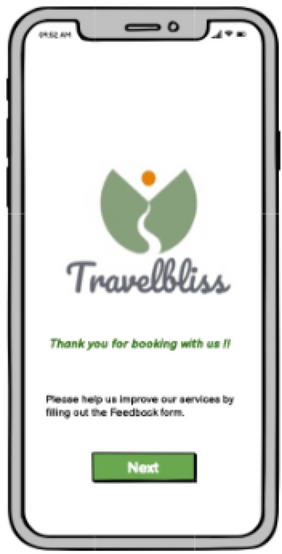 09:52 AM
Travelbliss
Thank you for booking with us !!
Please help us improve our services by
filling out the Feedback form.
Next